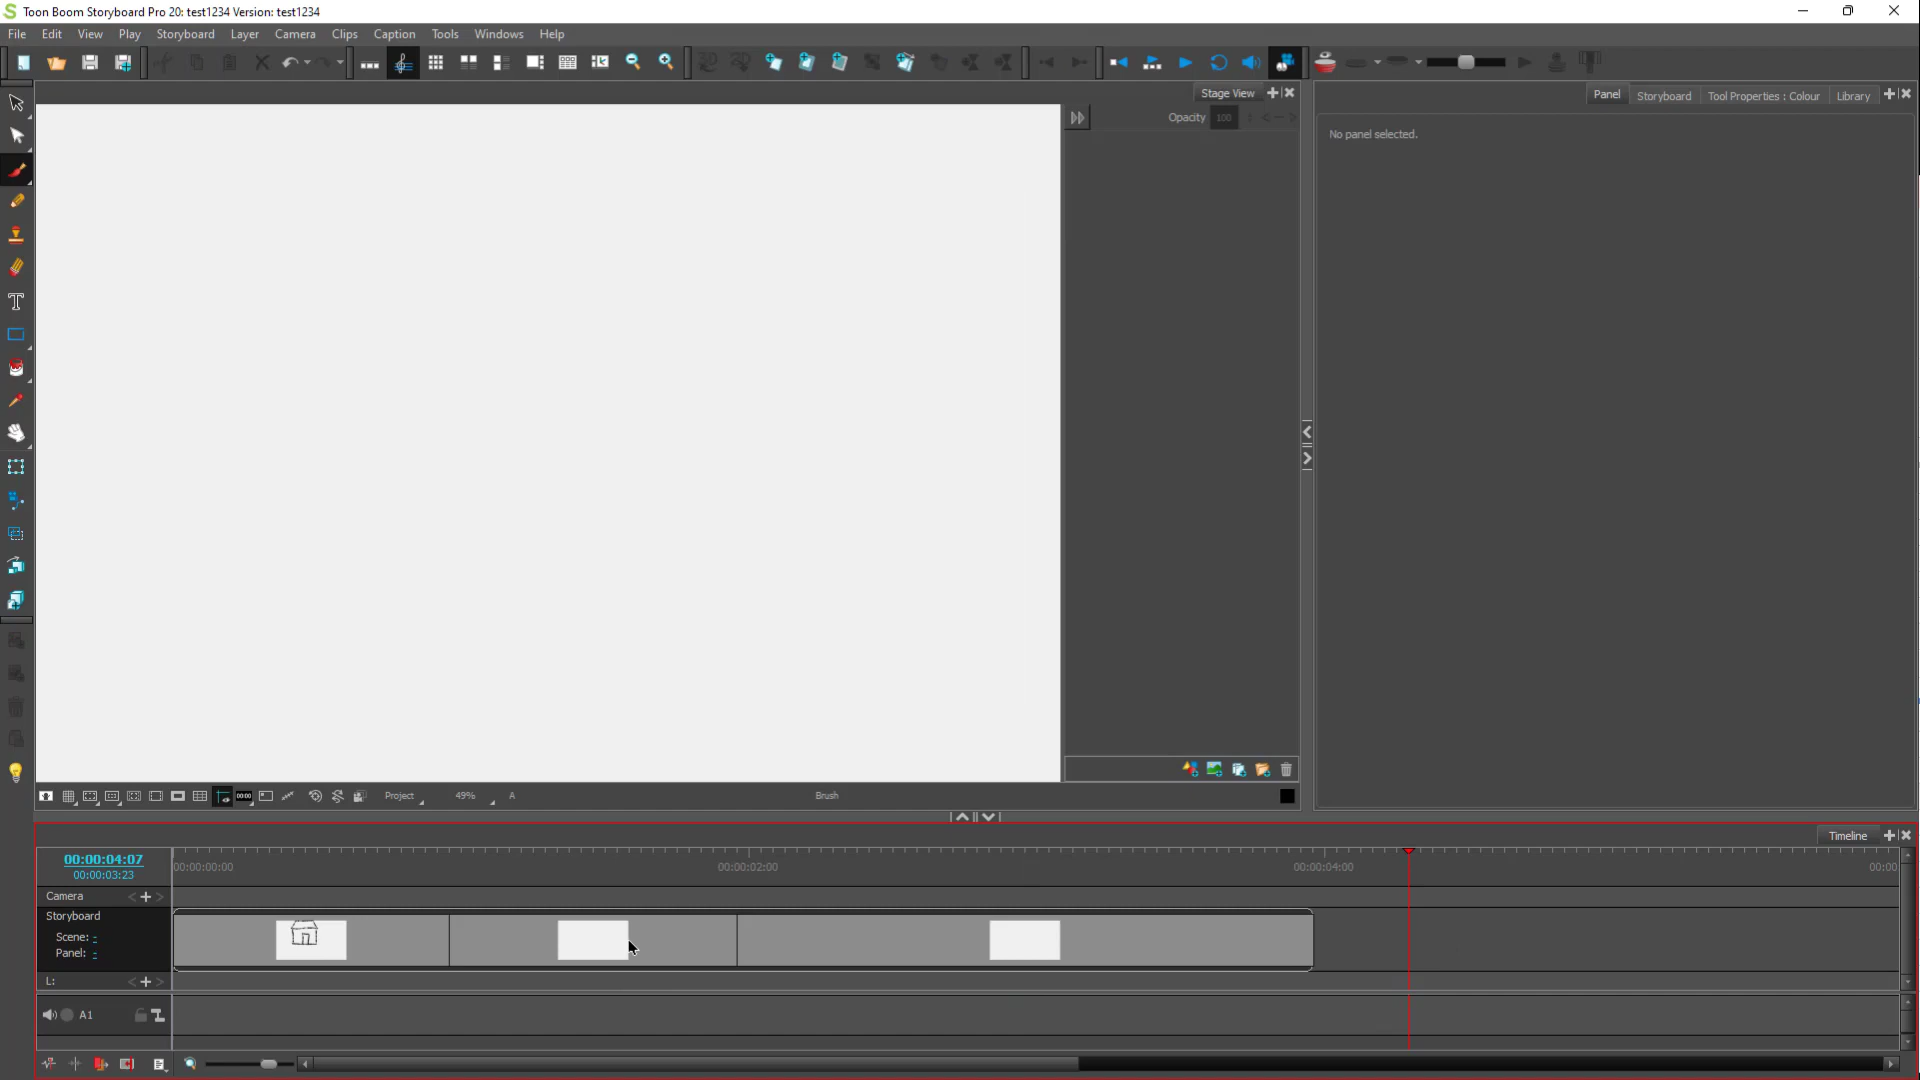 Toon Boom Storyboard Pro 20: test1234 Version: test1234
File Edit View Play Storyboard Layer Camera Clips Caption Tools Windows Help
Stage View
Panel Storyboard Tool Properties : Colour Library
Opacity 100
No panel selected.
Project 49% A Brush
Timeline
00:00:04:07
00:00:03:23
00:00:00:00 00:00:02:00 00:00:04:00 00:00
Camera
Storyboard
Scene: -
Panel: -
L:
A1